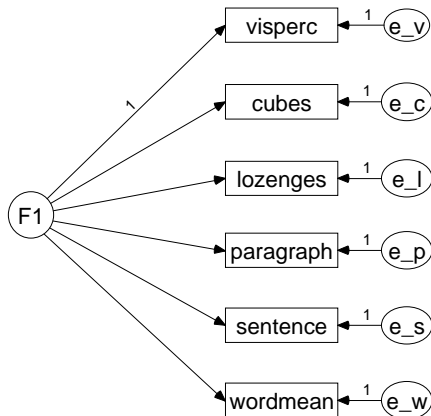 visperc 1 e_v
1
cubes 1 e_c
lozenges 1 e_l
F1
paragraph 1 e_p
sentence 1 e_s
wordmean 1 e_w